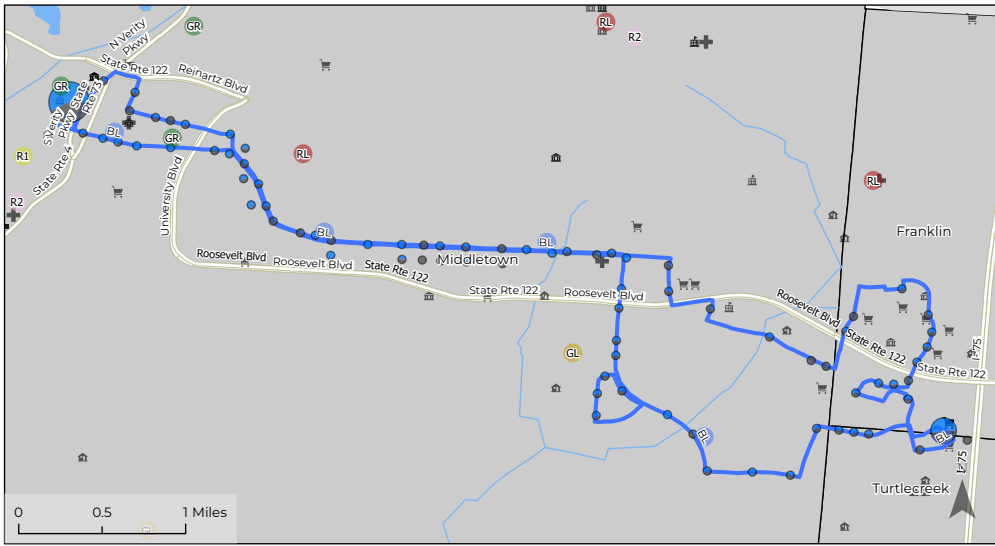 RL
GR
R2
N Verity
Pkwy
State Rte 122
Reinartz Blvd
GR
S Verity
Pkwy State
Rte 73
BL
GR
RL
R1
State Rte 4
RL
R2
University Blvd
BL
BL
Franklin
Roosevelt Blvd
Roosevelt Blvd
State Rte 122
Middletown
State Rte 122
Roosevelt Blvd
Roosevelt Blvd
State Rte 122
I-75
GL
State Rte 122
BL
BL
I-75
Turtlecreek
0 0.5 1 Miles
GL